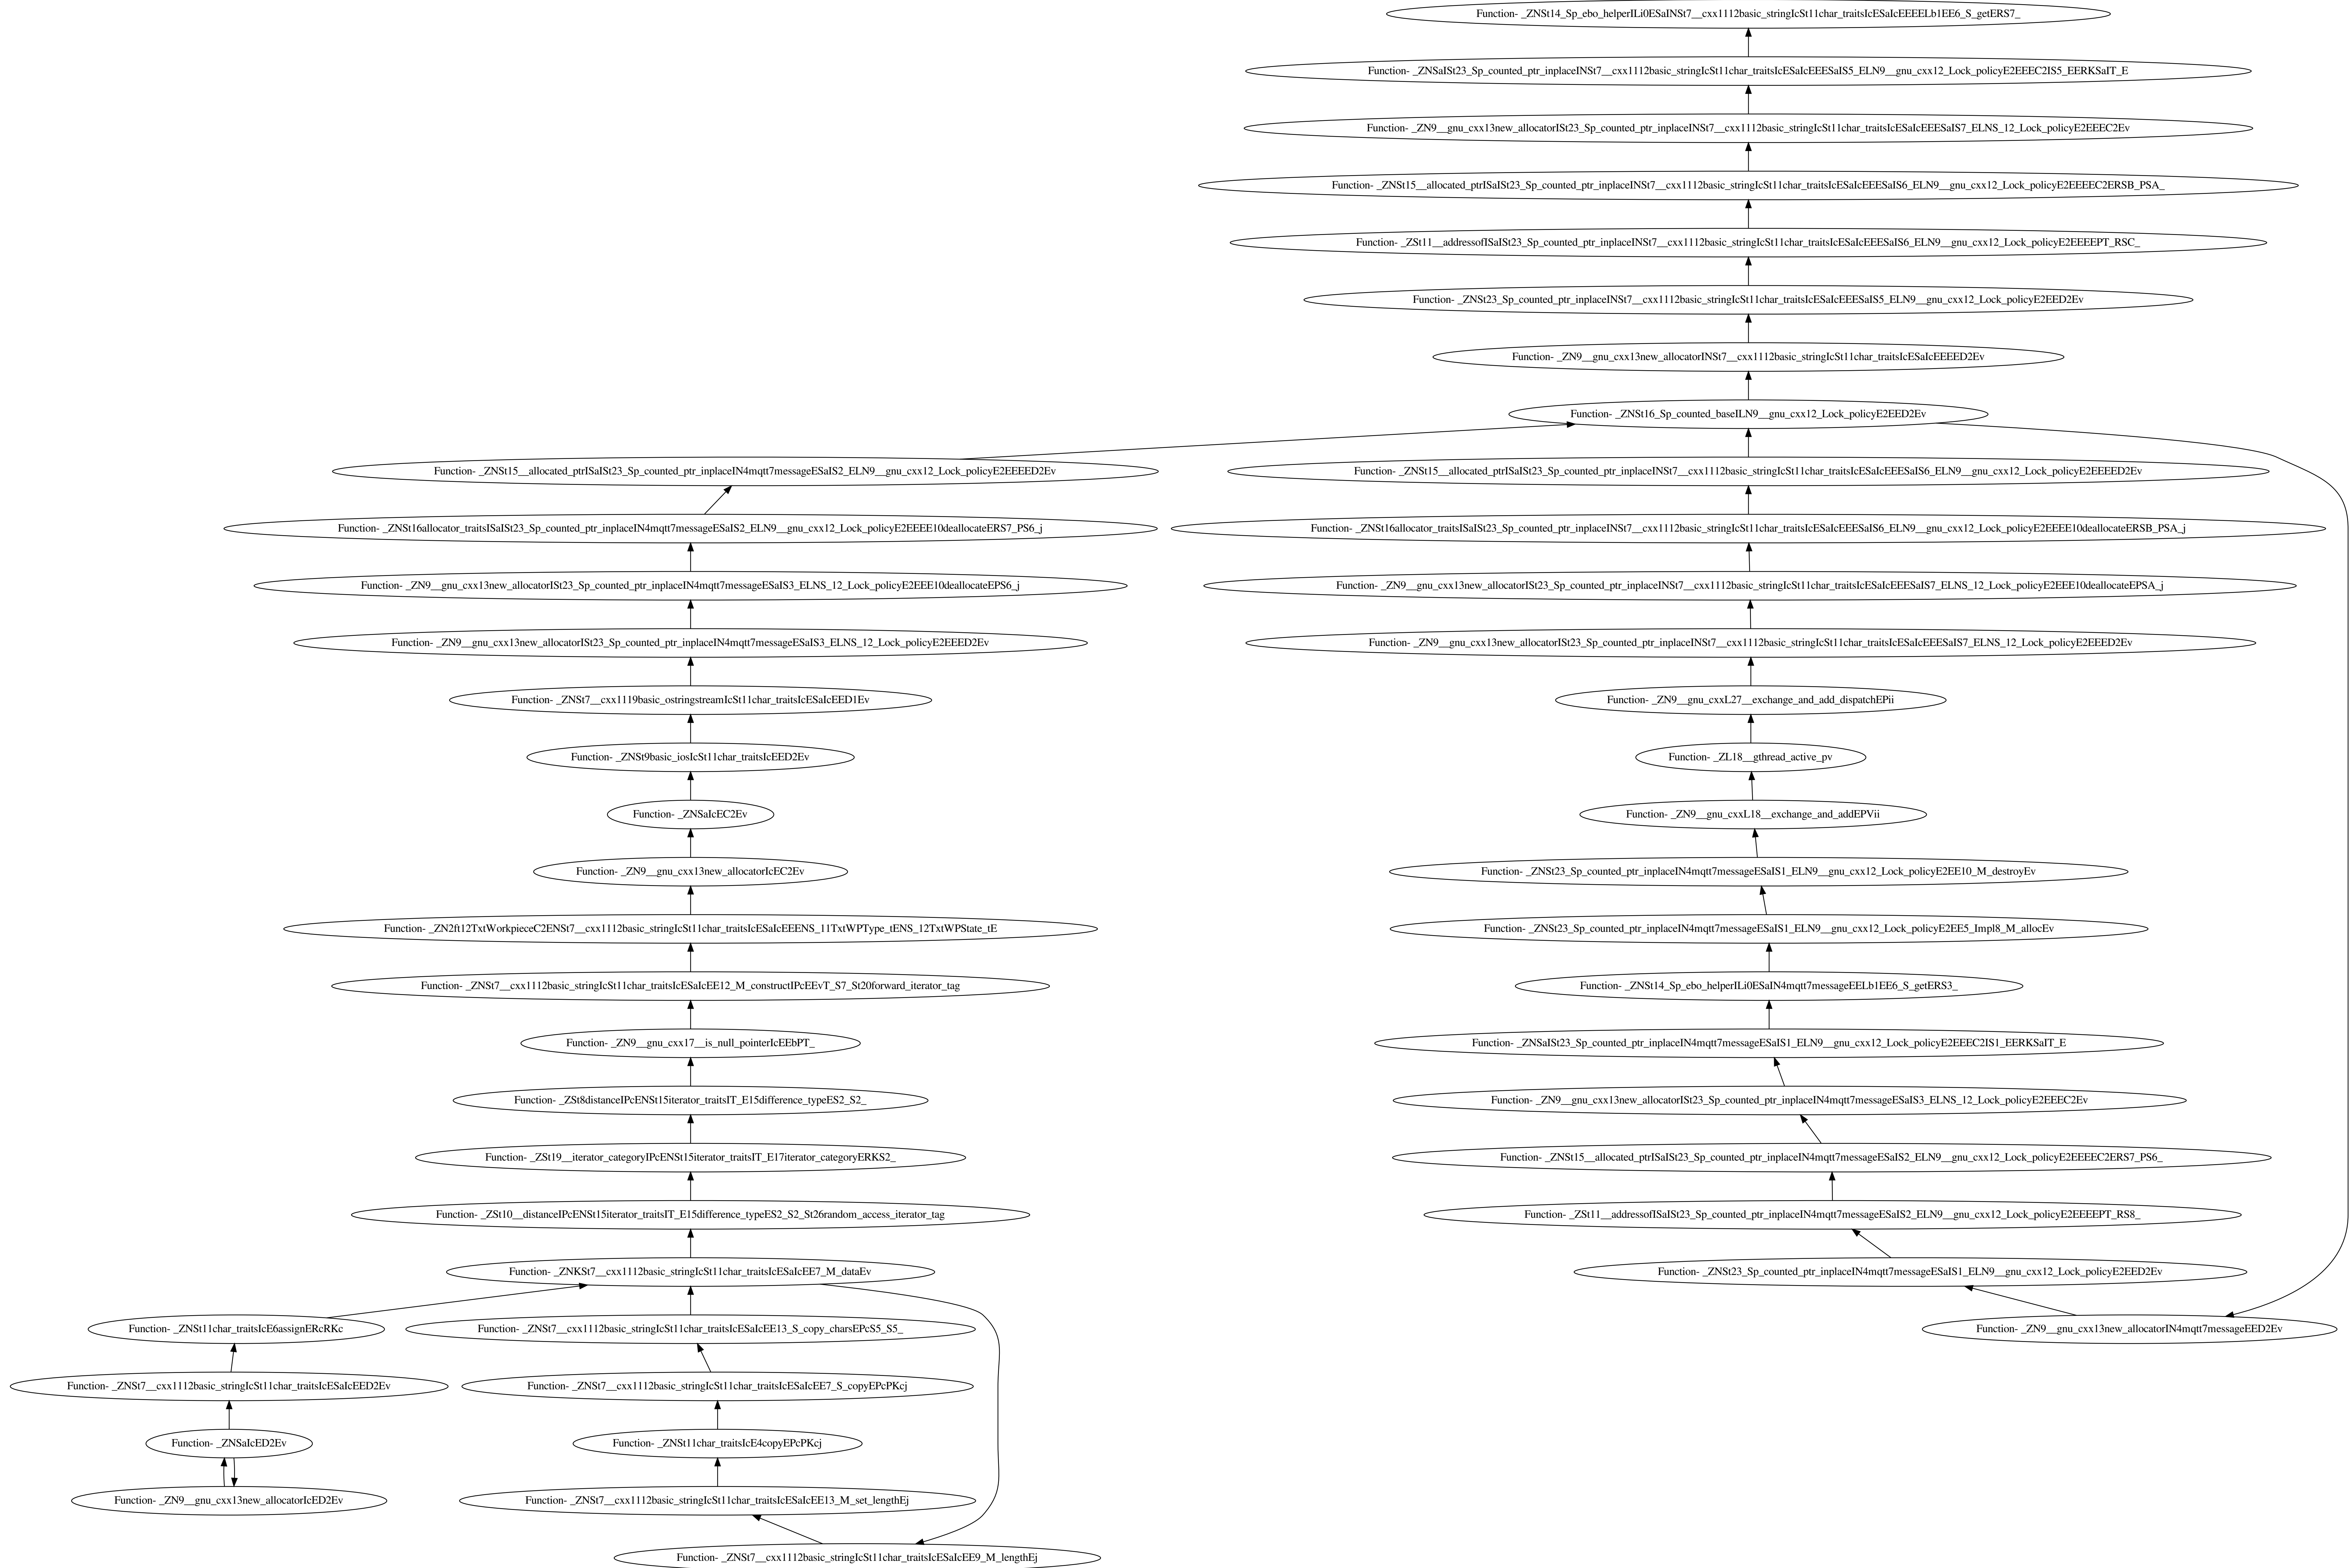 Function- _ZNSt14_Sp_ebo_helperILi0ESaINSt7__cxx1112basic_stringIcSt11char_traitsIcESaIcEEEELb1EE6_S_getERS7_
Function- _ZNSaISt23_Sp_counted_ptr_inplaceINSt7__cxx1112basic_stringIcSt11char_traitsIcESaIcEEESaIS5_ELN9__gnu_cxx12_Lock_policyE2EEEC2IS5_EERKSaIT_E
Function- _ZN9__gnu_cxx13new_allocatorISt23_Sp_counted_ptr_inplaceINSt7__cxx1112basic_stringIcSt11char_traitsIcESaIcEEESaIS7_ELNS_12_Lock_policyE2EEEC2Ev
Function- _ZNSt15__allocated_ptrISaISt23_Sp_counted_ptr_inplaceINSt7__cxx1112basic_stringIcSt11char_traitsIcESaIcEEESaIS6_ELN9__gnu_cxx12_Lock_policyE2EEEEC2ERSB_PSA_
Function- _ZSt11__addressofISaISt23_Sp_counted_ptr_inplaceINSt7__cxx1112basic_stringIcSt11char_traitsIcESaIcEEESaIS6_ELN9__gnu_cxx12_Lock_policyE2EEEEPT_RSC_
Function- _ZNSt23_Sp_counted_ptr_inplaceINSt7__cxx1112basic_stringIcSt11char_traitsIcESaIcEEESaIS5_ELN9__gnu_cxx12_Lock_policyE2EED2Ev
Function- _ZN9__gnu_cxx13new_allocatorINSt7__cxx1112basic_stringIcSt11char_traitsIcESaIcEEEED2Ev
Function- _ZNSt16_Sp_counted_baseILN9__gnu_cxx12_Lock_policyE2EED2Ev
Function- _ZNSt15__allocated_ptrISaISt23_Sp_counted_ptr_inplaceIN4mqtt7messageESaIS2_ELN9__gnu_cxx12_Lock_policyE2EEEED2Ev
Function- _ZNSt15__allocated_ptrISaISt23_Sp_counted_ptr_inplaceINSt7__cxx1112basic_stringIcSt11char_traitsIcESaIcEEESaIS6_ELN9__gnu_cxx12_Lock_policyE2EEEED2Ev
Function- _ZNSt16allocator_traitsISaISt23_Sp_counted_ptr_inplaceIN4mqtt7messageESaIS2_ELN9__gnu_cxx12_Lock_policyE2EEEE10deallocateERS7_PS6_j
Function- _ZNSt16allocator_traitsISaISt23_Sp_counted_ptr_inplaceINSt7__cxx1112basic_stringIcSt11char_traitsIcESaIcEEESaIS6_ELN9__gnu_cxx12_Lock_policyE2EEEE10deallocateERSB_PSA_j
Function- _ZN9__gnu_cxx13new_allocatorISt23_Sp_counted_ptr_inplaceIN4mqtt7messageESaIS3_ELNS_12_Lock_policyE2EEE10deallocateEPS6_j
Function- _ZN9__gnu_cxx13new_allocatorISt23_Sp_counted_ptr_inplaceINSt7__cxx1112basic_stringIcSt11char_traitsIcESaIcEEESaIS7_ELNS_12_Lock_policyE2EEE10deallocateEPSA_j
Function- _ZN9__gnu_cxx13new_allocatorISt23_Sp_counted_ptr_inplaceIN4mqtt7messageESaIS3_ELNS_12_Lock_policyE2EEED2Ev
Function- _ZN9__gnu_cxx13new_allocatorISt23_Sp_counted_ptr_inplaceINSt7__cxx1112basic_stringIcSt11char_traitsIcESaIcEEESaIS7_ELNS_12_Lock_policyE2EEED2Ev
Function- _ZNSt7__cxx1119basic_ostringstreamIcSt11char_traitsIcESaIcEED1Ev
Function- _ZN9__gnu_cxxL27__exchange_and_add_dispatchEPii
Function- _ZNSt9basic_iosIcSt11char_traitsIcEED2Ev
Function- _ZL18__gthread_active_pv
Function- _ZNSaIcEC2Ev
Function- _ZN9__gnu_cxxL18__exchange_and_addEPVii
Function- _ZN9__gnu_cxx13new_allocatorIcEC2Ev
Function- _ZNSt23_Sp_counted_ptr_inplaceIN4mqtt7messageESaIS1_ELN9__gnu_cxx12_Lock_policyE2EE10_M_destroyEv
Function- _ZN2ft12TxtWorkpieceC2ENSt7__cxx1112basic_stringIcSt11char_traitsIcESaIcEEENS_11TxtWPType_tENS_12TxtWPState_tE
Function- _ZNSt23_Sp_counted_ptr_inplaceIN4mqtt7messageESaIS1_ELN9__gnu_cxx12_Lock_policyE2EE5_Impl8_M_allocEv
Function- _ZNSt7__cxx1112basic_stringIcSt11char_traitsIcESaIcEE12_M_constructIPcEEvT_S7_St20forward_iterator_tag
Function- _ZNSt14_Sp_ebo_helperILi0ESaIN4mqtt7messageEELb1EE6_S_getERS3_
Function- _ZN9__gnu_cxx17__is_null_pointerIcEEbPT_
Function- _ZNSaISt23_Sp_counted_ptr_inplaceIN4mqtt7messageESaIS1_ELN9__gnu_cxx12_Lock_policyE2EEEC2IS1_EERKSaIT_E
Function- _ZSt8distanceIPcENSt15iterator_traitsIT_E15difference_typeES2_S2_
Function- _ZN9__gnu_cxx13new_allocatorISt23_Sp_counted_ptr_inplaceIN4mqtt7messageESaIS3_ELNS_12_Lock_policyE2EEEC2Ev
Function- _ZSt19__iterator_categoryIPcENSt15iterator_traitsIT_E17iterator_categoryERKS2_
Function- _ZNSt15__allocated_ptrISaISt23_Sp_counted_ptr_inplaceIN4mqtt7messageESaIS2_ELN9__gnu_cxx12_Lock_policyE2EEEEC2ERS7_PS6_
Function- _ZSt10__distanceIPcENSt15iterator_traitsIT_E15difference_typeES2_S2_St26random_access_iterator_tag
Function- _ZSt11__addressofISaISt23_Sp_counted_ptr_inplaceIN4mqtt7messageESaIS2_ELN9__gnu_cxx12_Lock_policyE2EEEEPT_RS8_
Function- _ZNKSt7__cxx1112basic_stringIcSt11char_traitsIcESaIcEE7_M_dataEv
Function- _ZNSt23_Sp_counted_ptr_inplaceIN4mqtt7messageESaIS1_ELN9__gnu_cxx12_Lock_policyE2EED2Ev
Function- _ZNSt11char_traitsIcE6assignERcRKc
Function- _ZNSt7__cxx1112basic_stringIcSt11char_traitsIcESaIcEE13_S_copy_charsEPcS5_S5_
Function- _ZN9__gnu_cxx13new_allocatorIN4mqtt7messageEED2Ev
Function- _ZNSt7__cxx1112basic_stringIcSt11char_traitsIcESaIcEED2Ev
Function- _ZNSt7__cxx1112basic_stringIcSt11char_traitsIcESaIcEE7_S_copyEPcPKcj
Function- _ZNSaIcED2Ev
Function- _ZNSt11char_traitsIcE4copyEPcPKcj
Function- _ZN9__gnu_cxx13new_allocatorIcED2Ev
Function- _ZNSt7__cxx1112basic_stringIcSt11char_traitsIcESaIcEE13_M_set_lengthEj
Function- _ZNSt7__cxx1112basic_stringIcSt11char_traitsIcESaIcEE9_M_lengthEj